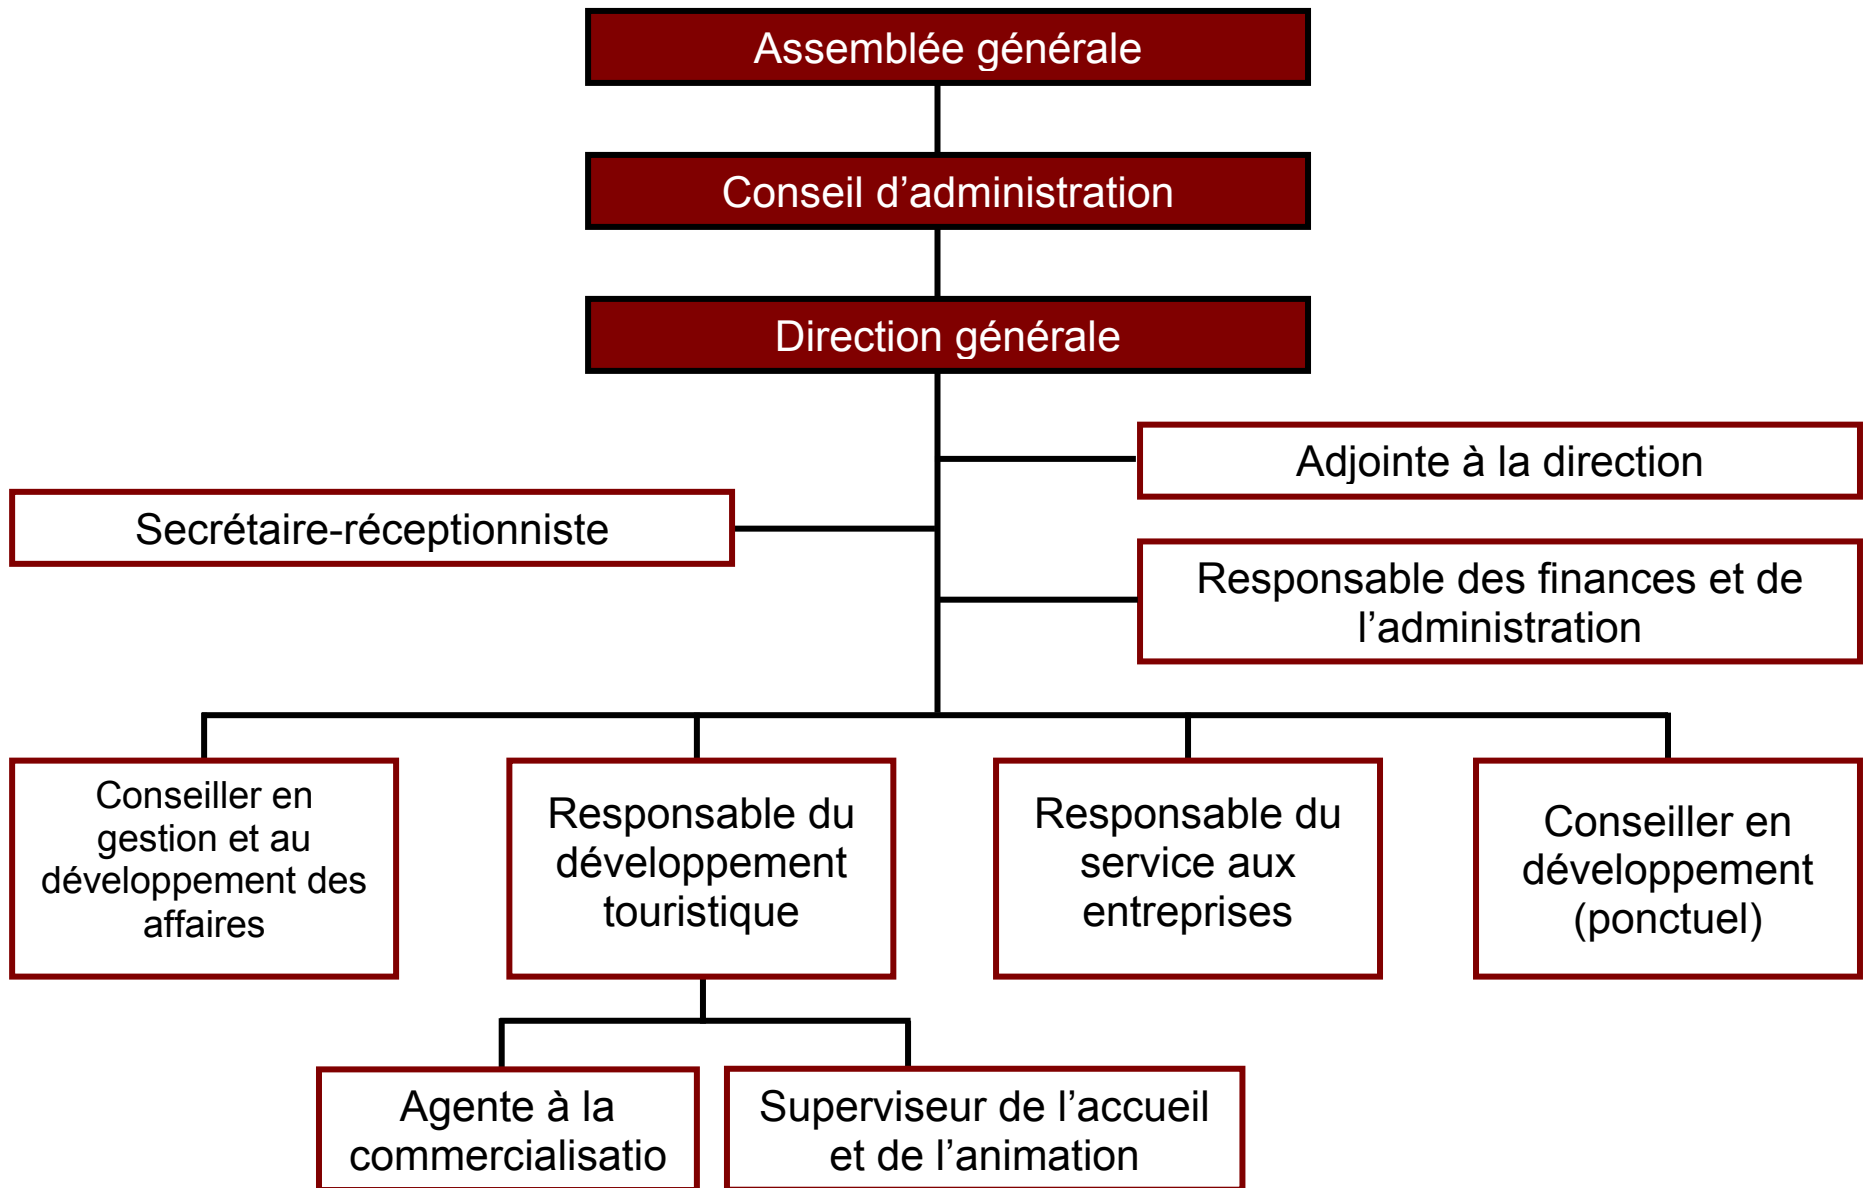 Assemblée générale
Conseil d’administration
Direction générale
Adjointe à la direction
Secrétaire-réceptionniste
Responsable des finances et de
l’administration
Conseiller en
gestion et au
développement des
affaires
Responsable du
développement
touristique
Responsable du
service aux
entreprises
Conseiller en
développement
(ponctuel)
Agente à la
commercialisatio
Superviseur de l’accueil
et de l’animation